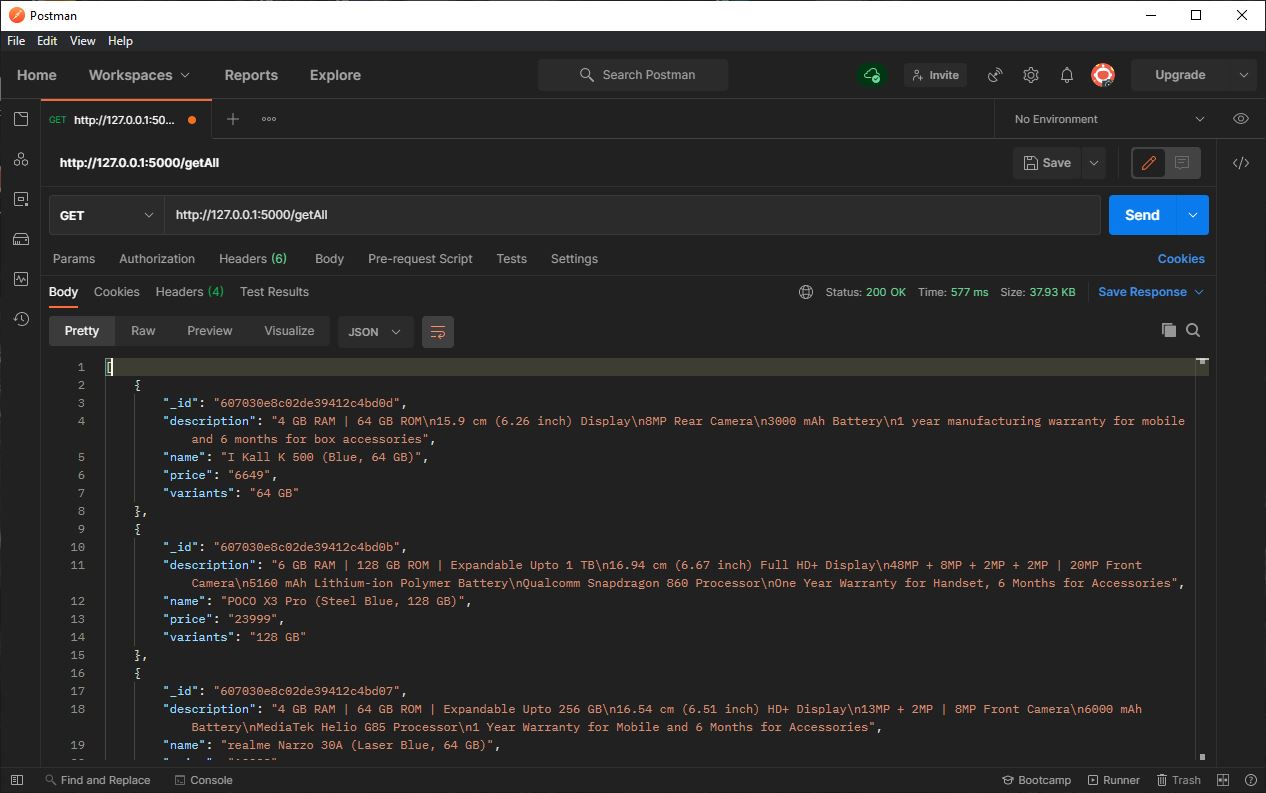 Postman
File Edit View Help
Home Workspaces Reports Explore Search Postman Invite Upgrade
GET http://127.0.0.1:50... No Environment
http://127.0.0.1:5000/getAll Save
GET http://127.0.0.1:5000/getAll Send
Params Authorization Headers (6) Body Pre-request Script Tests Settings Cookies
Body Cookies Headers (4) Test Results Status: 200 OK Time: 577 ms Size: 37.93 KB Save Response
Pretty Raw Preview Visualize JSON
1 [
2 {
3 "_id": "607030e8c02de39412c4bd0d",
4 "description": "4 GB RAM | 64 GB ROM\n15.9 cm (6.26 inch) Display\n8MP Rear Camera\n3000 mAh Battery\n1 year manufacturing warranty for mobile
and 6 months for box accessories",
5 "name": "I Kall K 500 (Blue, 64 GB)",
6 "price": "6649",
7 "variants": "64 GB"
8 },
9 {
10 "_id": "607030e8c02de39412c4bd0b",
11 "description": "6 GB RAM | 128 GB ROM | Expandable Upto 1 TB\n16.94 cm (6.67 inch) Full HD+ Display\n48MP + 8MP + 2MP + 2MP | 20MP Front
Camera\n5160 mAh Lithium-ion Polymer Battery\nQualcomm Snapdragon 860 Processor\nOne Year Warranty for Handset, 6 Months for Accessories",
12 "name": "POCO X3 Pro (Steel Blue, 128 GB)",
13 "price": "23999",
14 "variants": "128 GB"
15 },
16 {
17 "_id": "607030e8c02de39412c4bd07",
18 "description": "4 GB RAM | 64 GB ROM | Expandable Upto 256 GB\n16.54 cm (6.51 inch) HD+ Display\n13MP + 2MP | 8MP Front Camera\n6000 mAh
Battery\nMediaTek Helio G85 Processor\n1 Year Warranty for Mobile and 6 Months for Accessories",
19 "name": "realme Narzo 30A (Laser Blue, 64 GB)",
Find and Replace Console Bootcamp Runner Trash